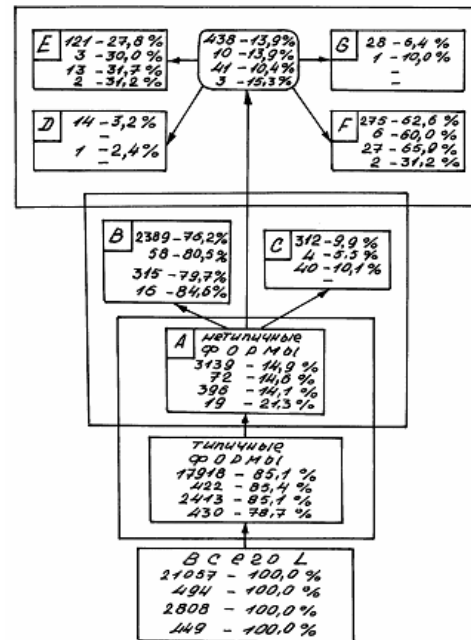 E
121 – 27,8 %
3 – 30,0 %
13 – 31,7 %
2 – 31,2 %
438 – 13,9%
10 – 13,9%
41 – 10,4%
3 – 15,3%
G
28 – 6,4 %
1 – 10,0%
–
–
D
14 – 3,2 %
–
1 – 2,4%
F
275 – 62,6 %
6 – 60,0 %
27 – 65,9 %
2 – 31,2 %
B
2389 – 76,2%
58 – 80,5%
315 – 79,7%
16 – 84,6%
C
312 – 9,9 %
4 – 5,5 %
40 – 10,1%
–
A
нетипичные
формы
3139 – 14,9 %
72 – 14,6 %
396 – 14,1 %
19 – 21,3 %
типичные
формы
17918 – 85,1 %
422 – 85,4 %
2413 – 85,1 %
430 – 78,7 %
Всего L
21057 – 100,0 %
494 – 100,0 %
2808 – 100,0 %
449 – 100,0 %